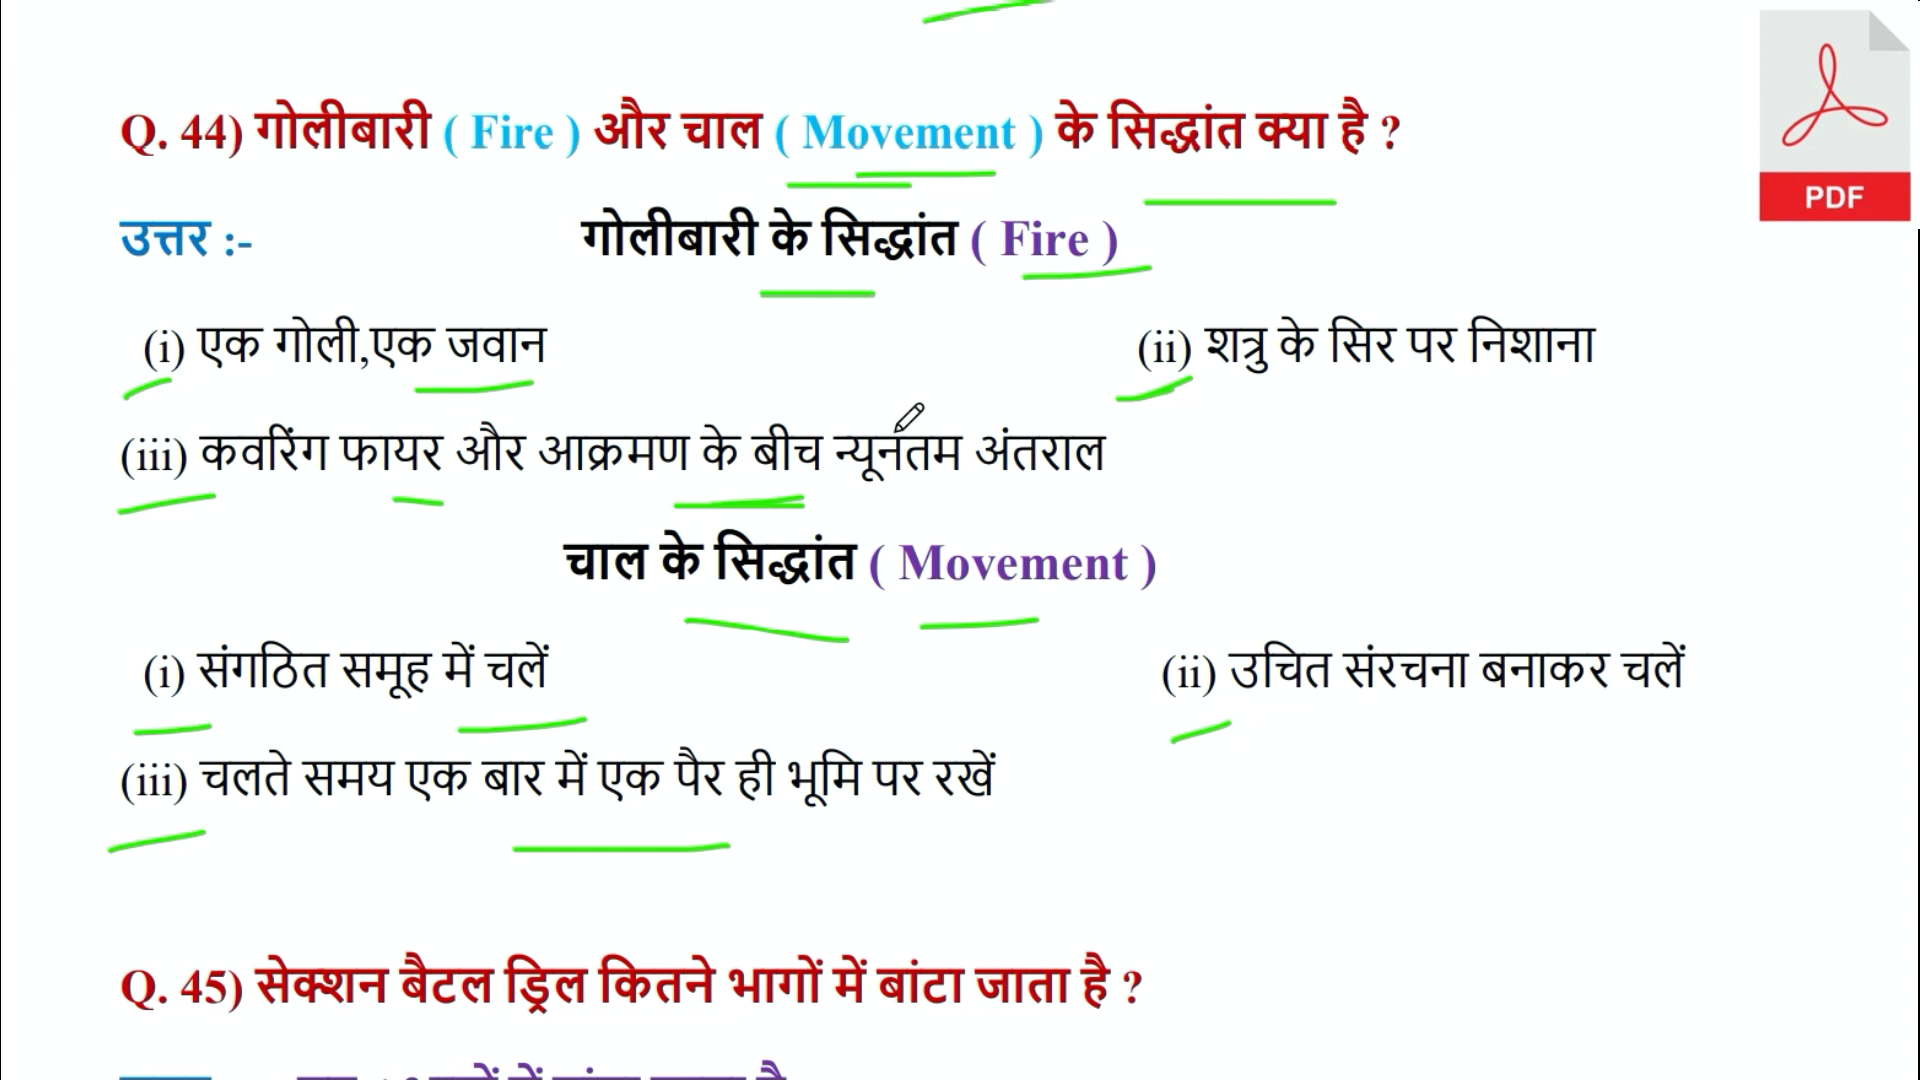 Q. 44) गोलीबारी ( Fire ) और चाल ( Movement ) के सिद्धांत क्या है ?
PDF
उत्तर :- गोलीबारी के सिद्धांत ( Fire )
(i) एक गोली,एक जवान (ii) शत्रु के सिर पर निशाना
(iii) कवरिंग फायर और आक्रमण के बीच न्यूनतम अंतराल
चाल के सिद्धांत ( Movement )
(i) संगठित समूह में चलें (ii) उचित संरचना बनाकर चलें
(iii) चलते समय एक बार में एक पैर ही भूमि पर रखें
Q. 45) सेक्शन बैटल ड्रिल कितने भागों में बांटा जाता है ?